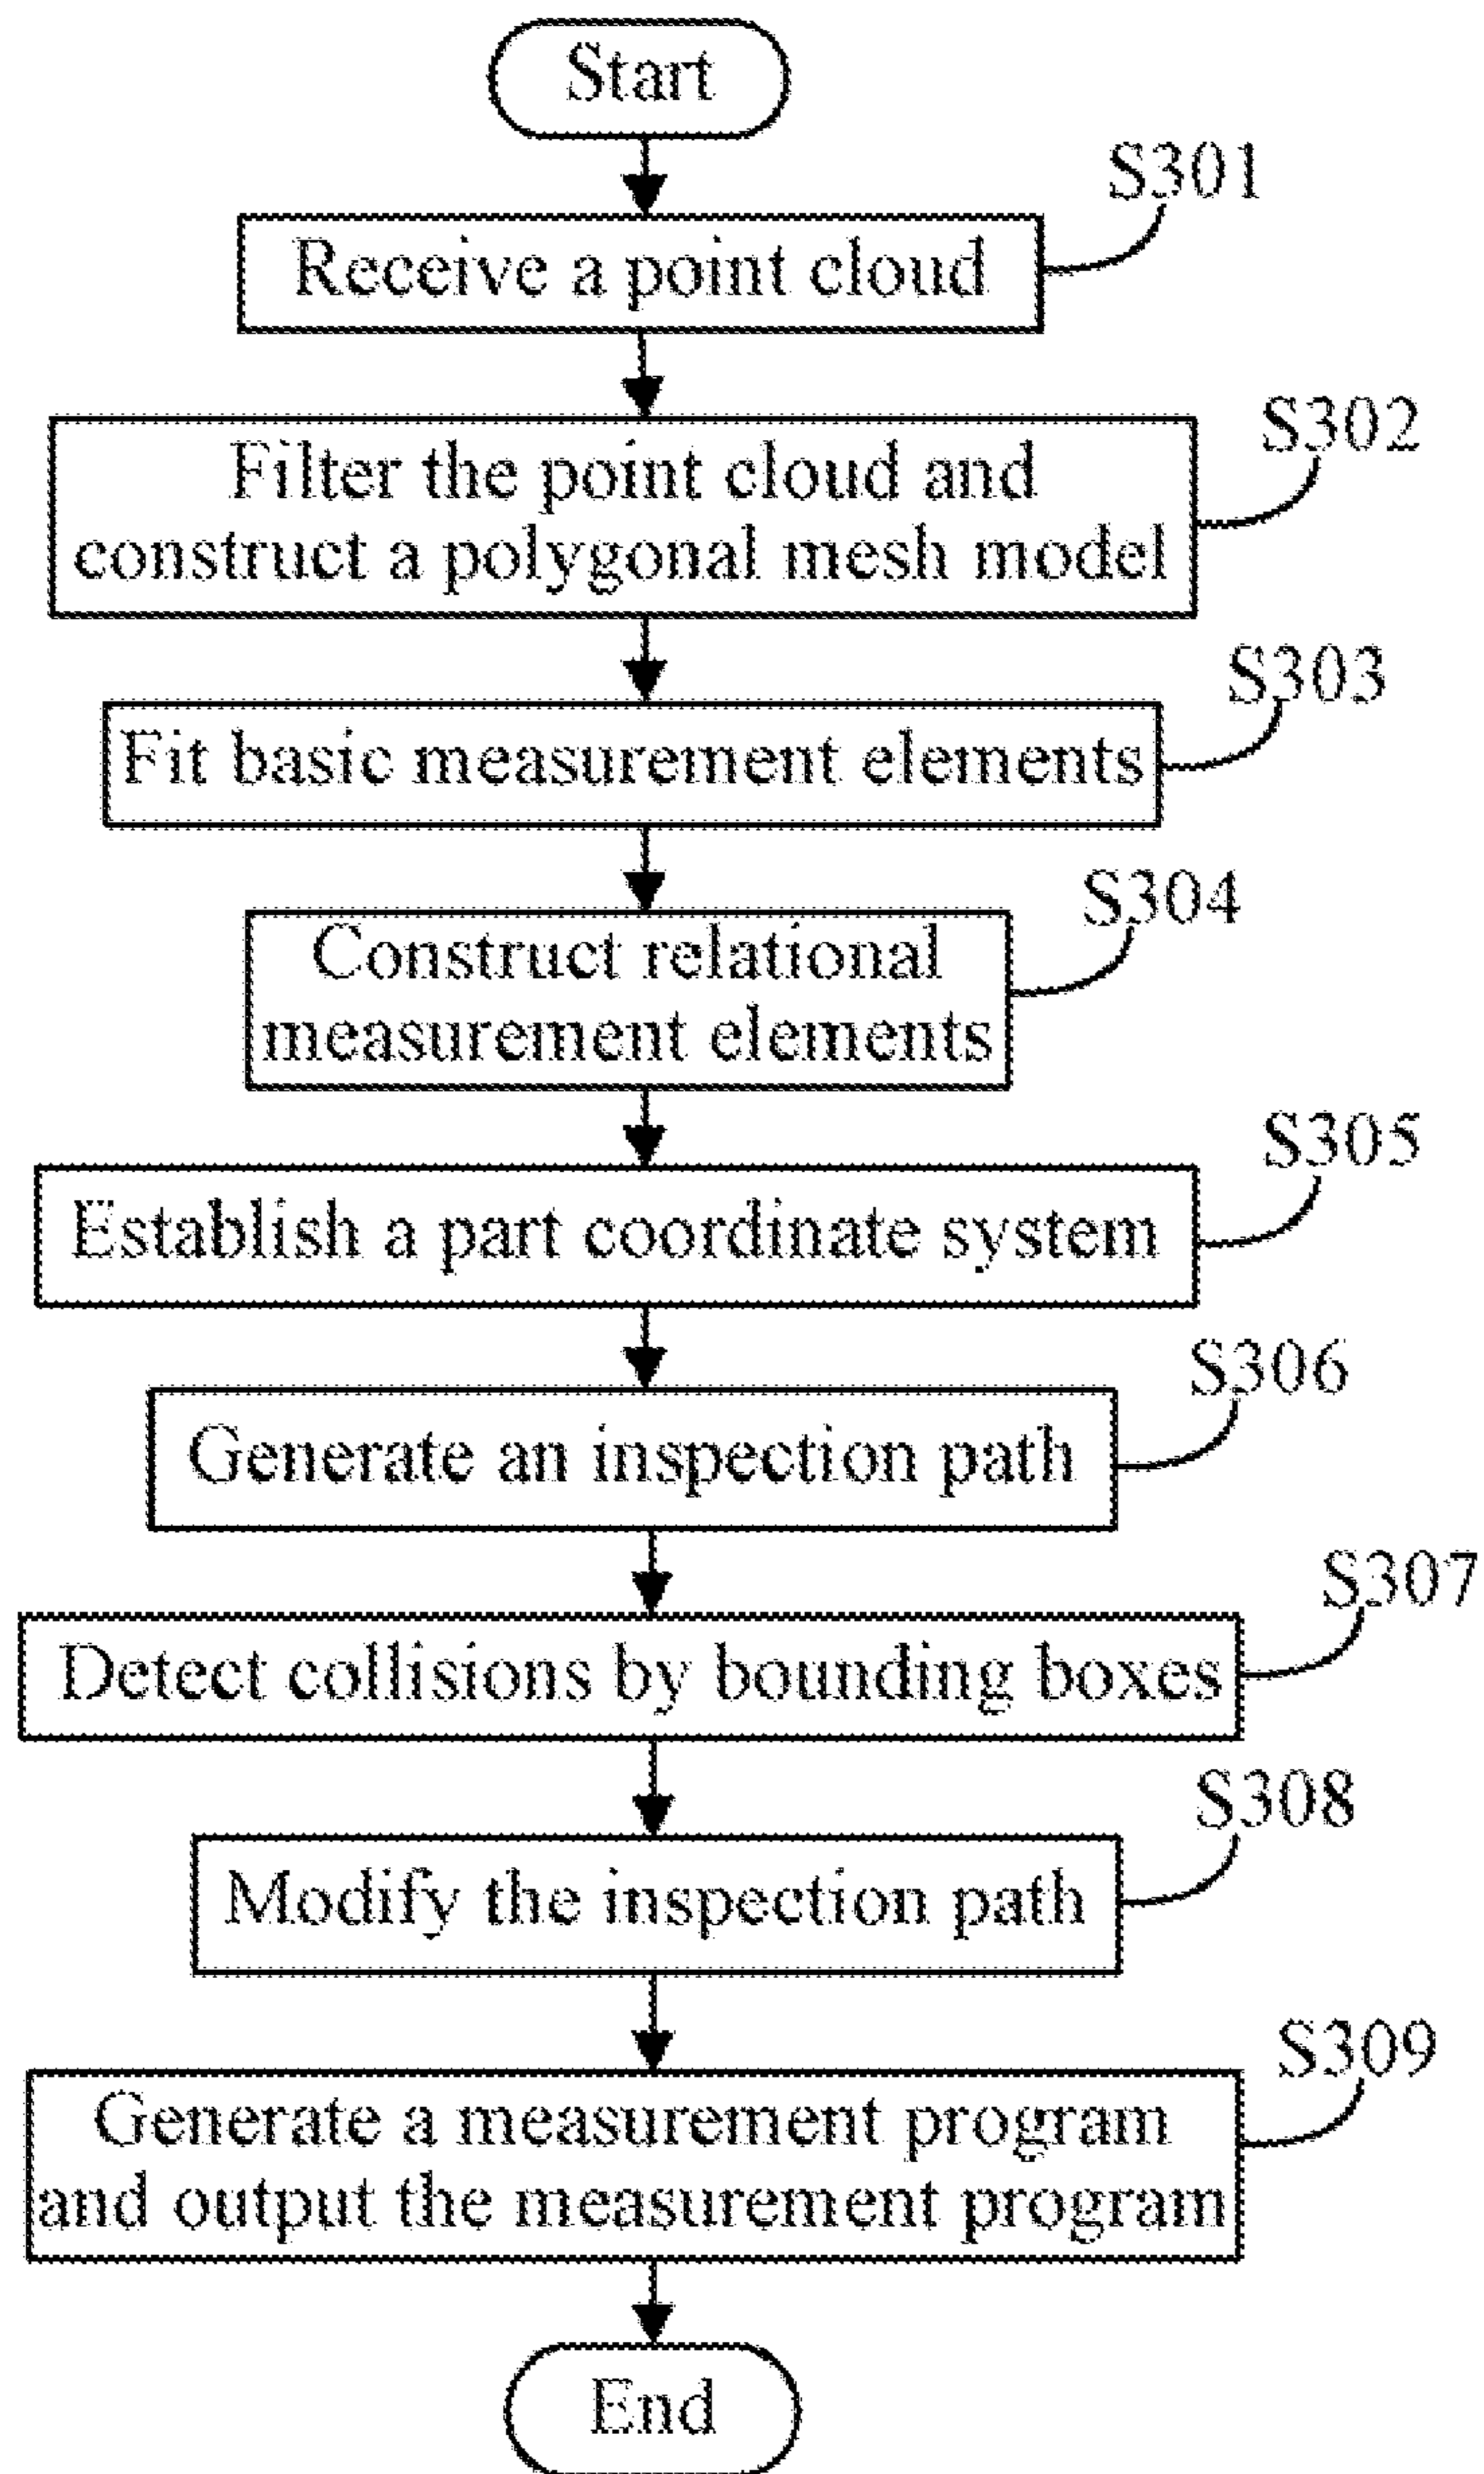 Start
S301
Receive a point cloud
S302
Filter the point cloud and
construct a polygonal mesh model
S303
Fit basic measurement elements
S304
Construct relational
measurement elements
S305
Establish a part coordinate system
S306
Generate an inspection path
S307
Detect collisions by bounding boxes
S308
Modify the inspection path
S309
Generate a measurement program
and output the measurement program
End